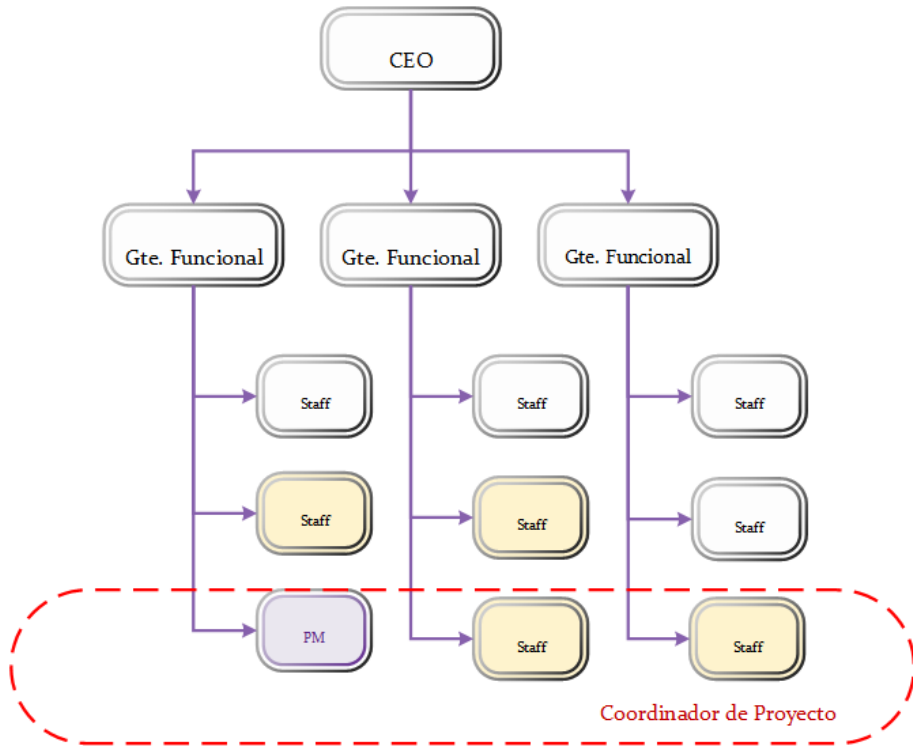 CEO
Gte. Funcional
Gte. Funcional
Gte. Funcional
Staff
Staff
Staff
Staff
Staff
Staff
PM
Staff
Staff
Coordinador de Proyecto